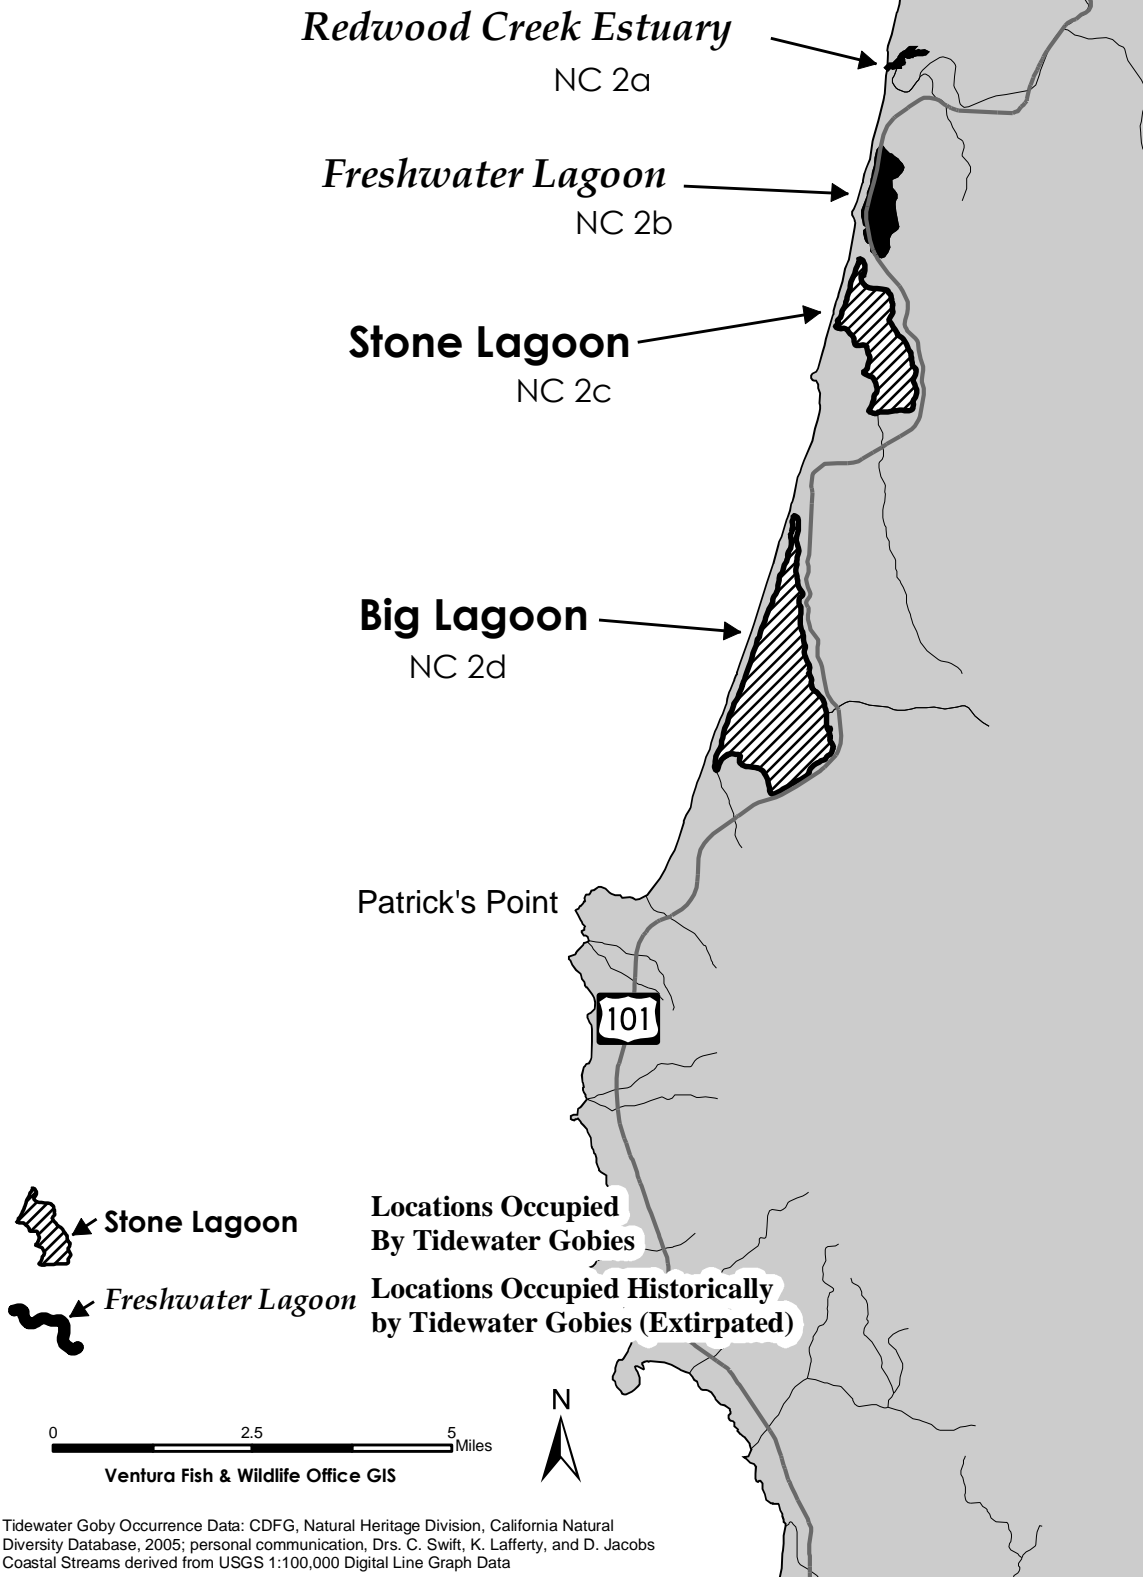 Redwood Creek Estuary
NC 2a
Freshwater Lagoon
NC 2b
Stone Lagoon
NC 2c
Big Lagoon
NC 2d
Patrick's Point
101
Stone Lagoon
Locations Occupied
By Tidewater Gobies
Freshwater Lagoon
Locations Occupied Historically
by Tidewater Gobies (Extirpated)
N
0 2.5 5
Miles
Ventura Fish & Wildlife Office GIS
Tidewater Goby Occurrence Data: CDFG, Natural Heritage Division, California Natural
Diversity Database, 2005; personal communication, Drs. C. Swift, K. Lafferty, and D. Jacobs
Coastal Streams derived from USGS 1:100,000 Digital Line Graph Data